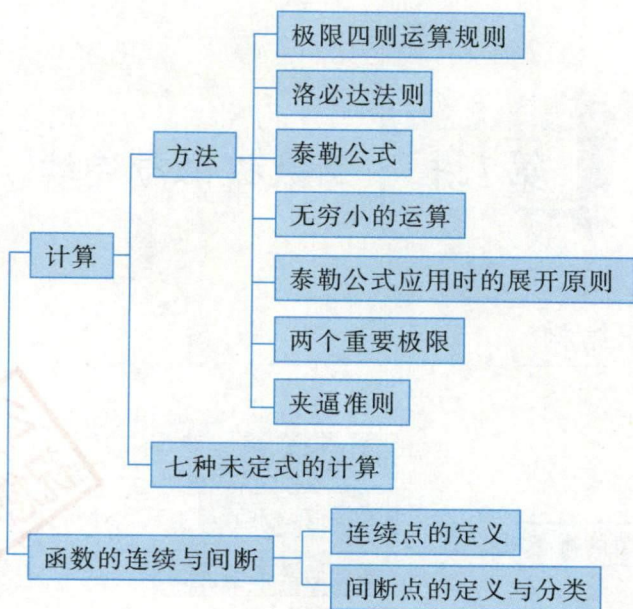 极限四则运算规则
洛必达法则
方法
泰勒公式
无穷小的运算
计算
泰勒公式应用时的展开原则
两个重要极限
夹逼准则
七种未定式的计算
连续点的定义
函数的连续与间断
间断点的定义与分类